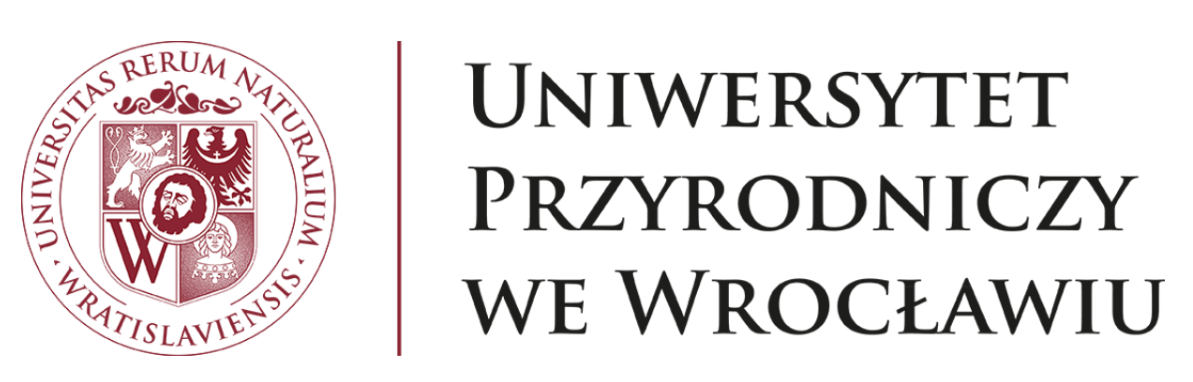 UNIVERSITAS RERUM NATURALIUM
WRATISLAVIENSIS
W
UNIWERSYTET
PRZYRODNICZY
WE WROCŁAWIU